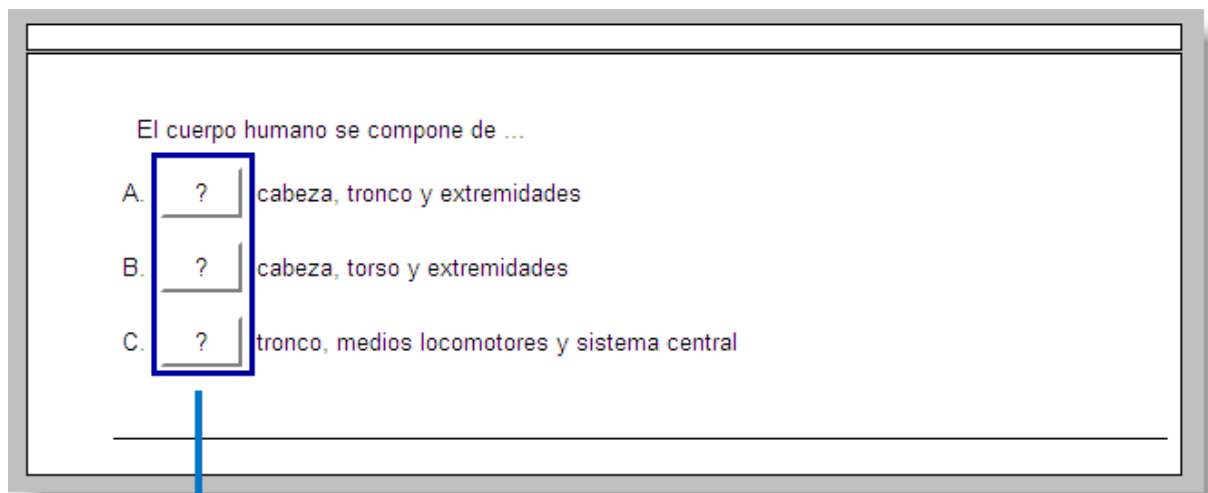 El cuerpo humano se compone de ...
A. ? cabeza, tronco y extremidades
B. ? cabeza, torso y extremidades
C. ? tronco, medios locomotores y sistema central